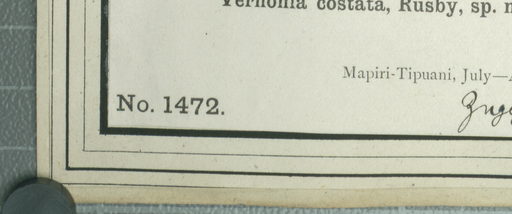 Vernonia costata, Rusby, sp.
Mapiri-Tipuani, July—
No. 1472.